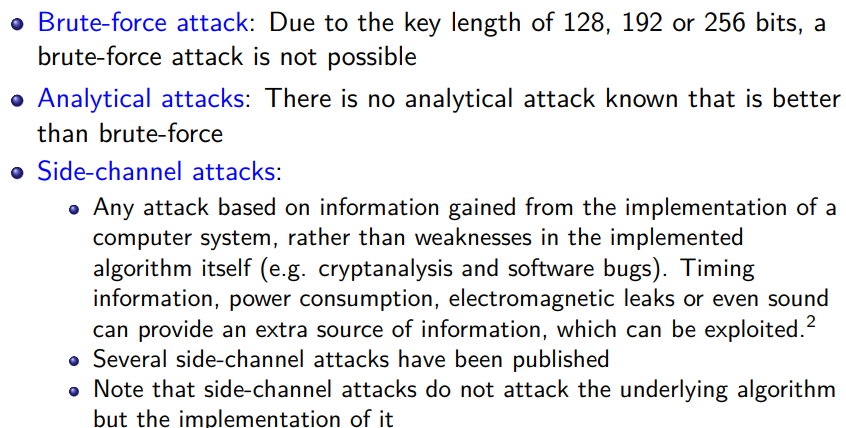 Brute-force attack: Due to the key length of 128, 192 or 256 bits, a
brute-force attack is not possible
Analytical attacks: There is no analytical attack known that is better
than brute-force
Side-channel attacks:
Any attack based on information gained from the implementation of a
computer system, rather than weaknesses in the implemented
algorithm itself (e.g. cryptanalysis and software bugs). Timing
information, power consumption, electromagnetic leaks or even sound
can provide an extra source of information, which can be exploited.2
Several side-channel attacks have been published
Note that side-channel attacks do not attack the underlying algorithm
but the implementation of it